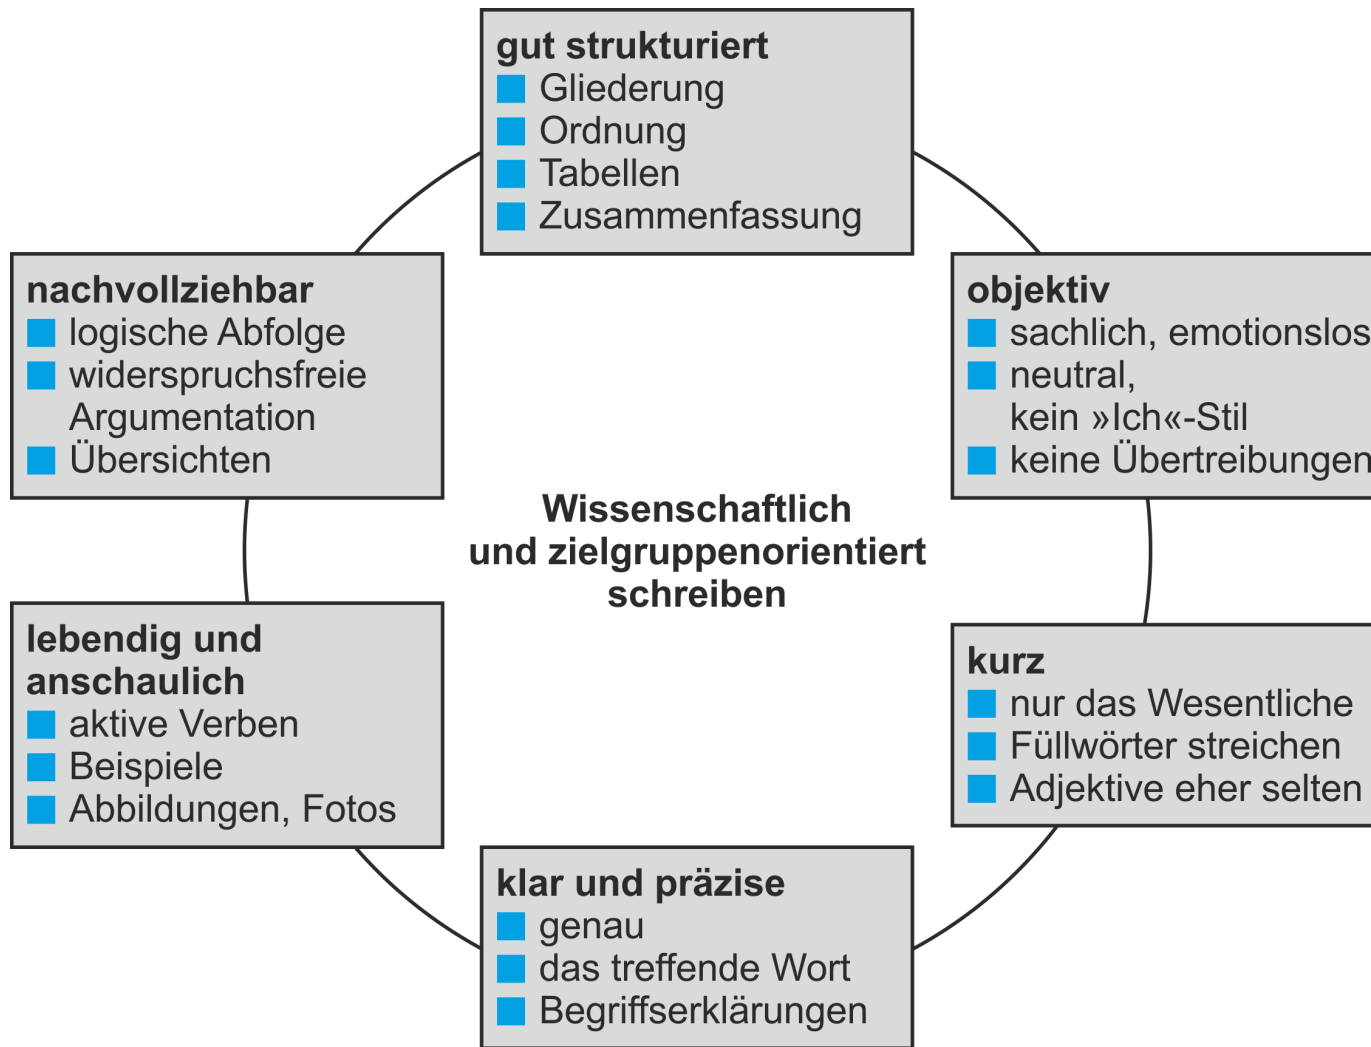 gut strukturiert
Gliederung
Ordnung
Tabellen
Zusammenfassung
objektiv
sachlich, emotionslos
neutral,
kein »Ich«-Stil
keine Übertreibungen
kurz
nur das Wesentliche
Füllwörter streichen
Adjektive eher selten
klar und präzise
genau
das treffende Wort
Begriffserklärungen
lebendig und
anschaulich
aktive Verben
Beispiele
Abbildungen, Fotos
nachvollziehbar
logische Abfolge
widerspruchsfreie
Argumentation
Übersichten
Wissenschaftlich
und zielgruppenorientiert
schreiben